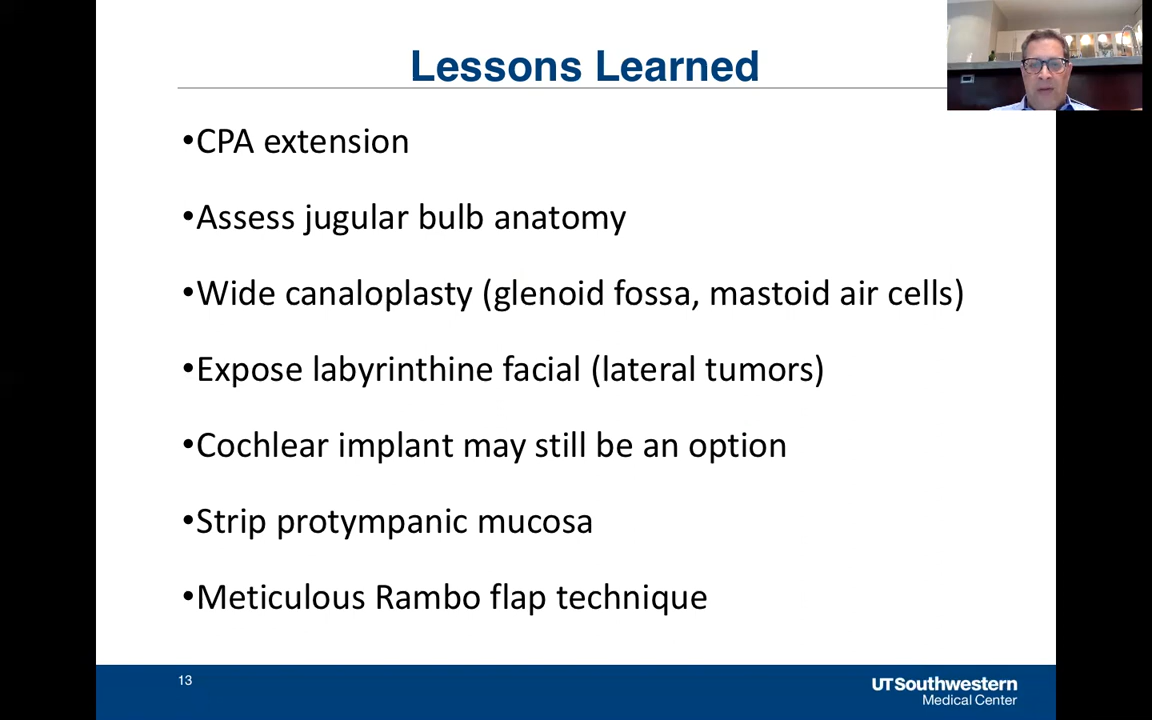 Lessons Learned
•CPA extension
•Assess jugular bulb anatomy
•Wide canaloplasty (glenoid fossa, mastoid air cells)
•Expose labyrinthine facial (lateral tumors)
•Cochlear implant may still be an option
•Strip protympanic mucosa
•Meticulous Rambo flap technique
13
UTSouthwestern
Medical Center